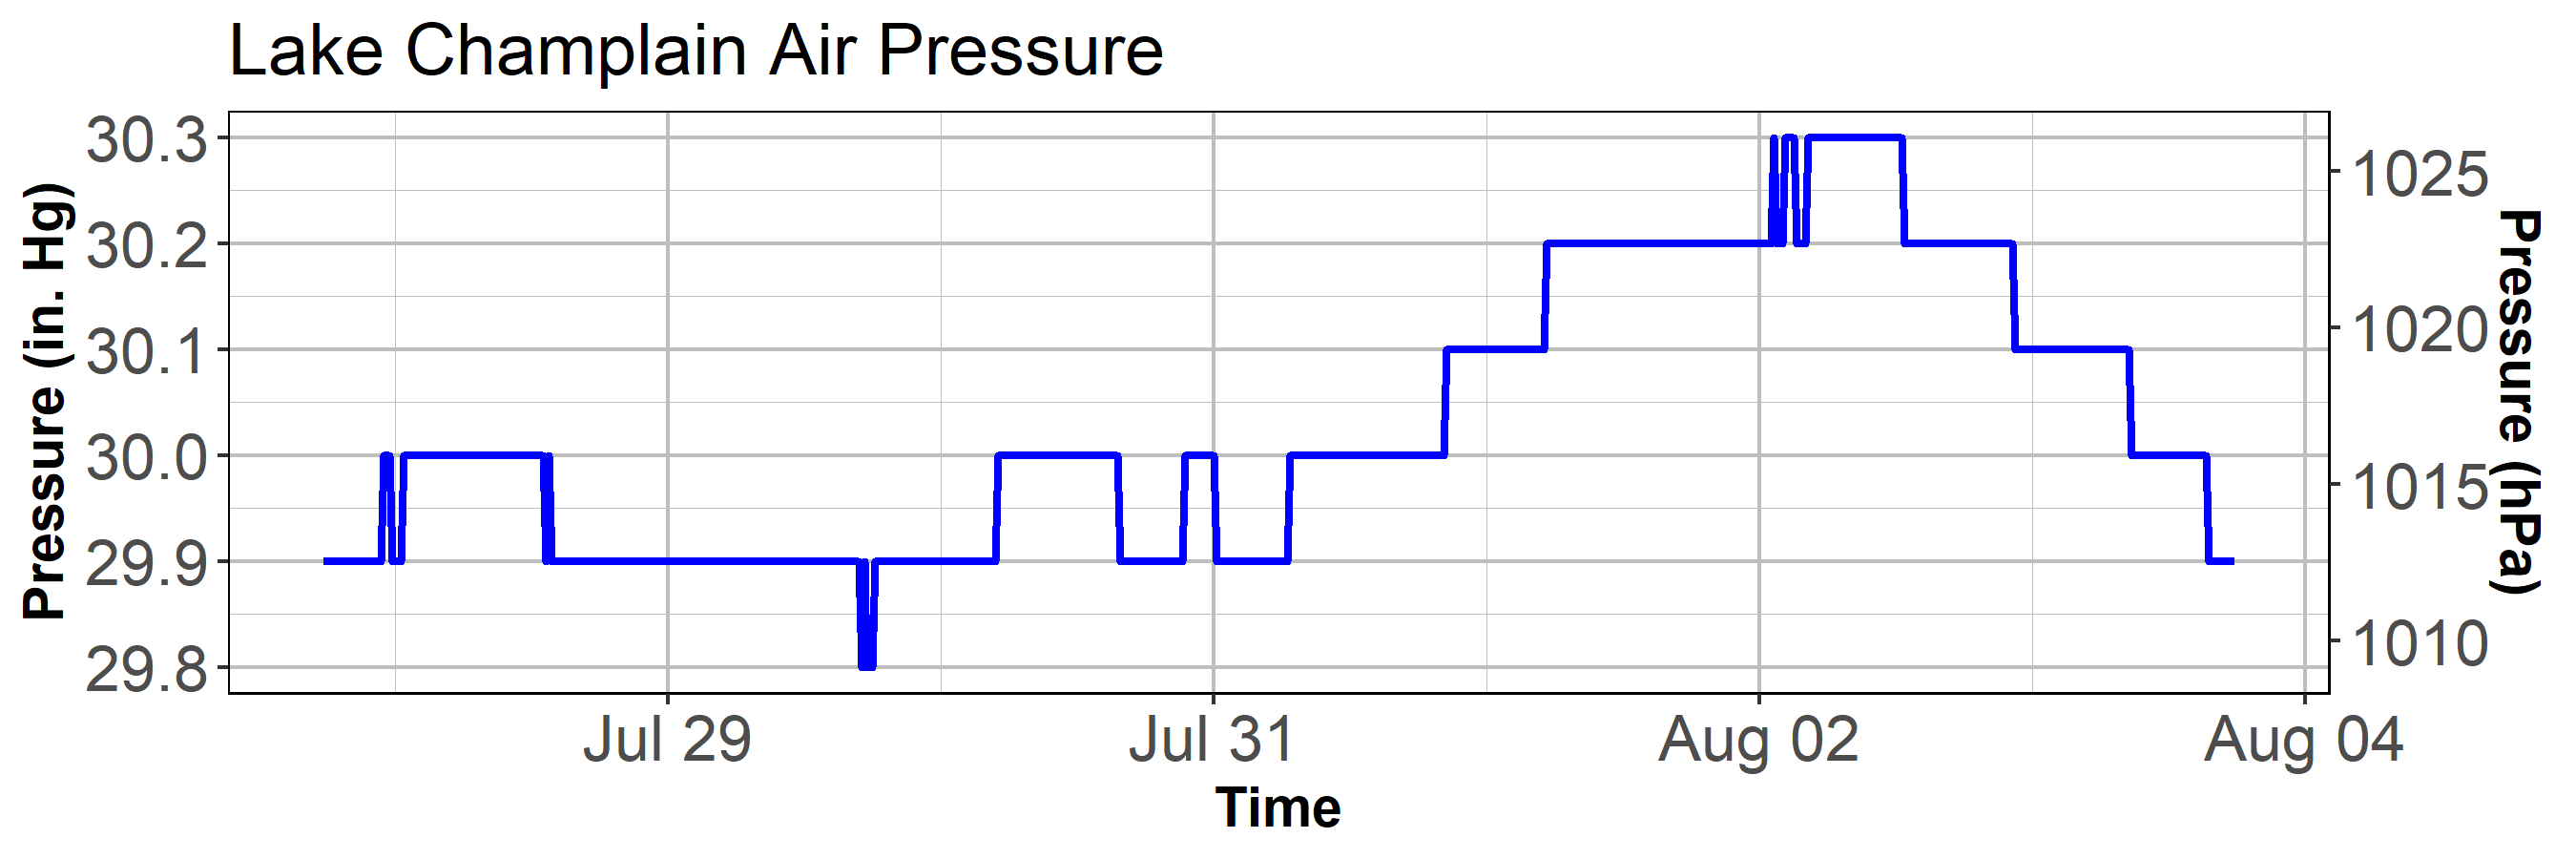 Lake Champlain Air Pressure
Pressure (in. Hg)
30.3
30.2
30.1
30.0
29.9
29.8
1025
1020
1015
1010
Pressure (hPa)
Jul 29
Jul 31
Aug 02
Aug 04
Time